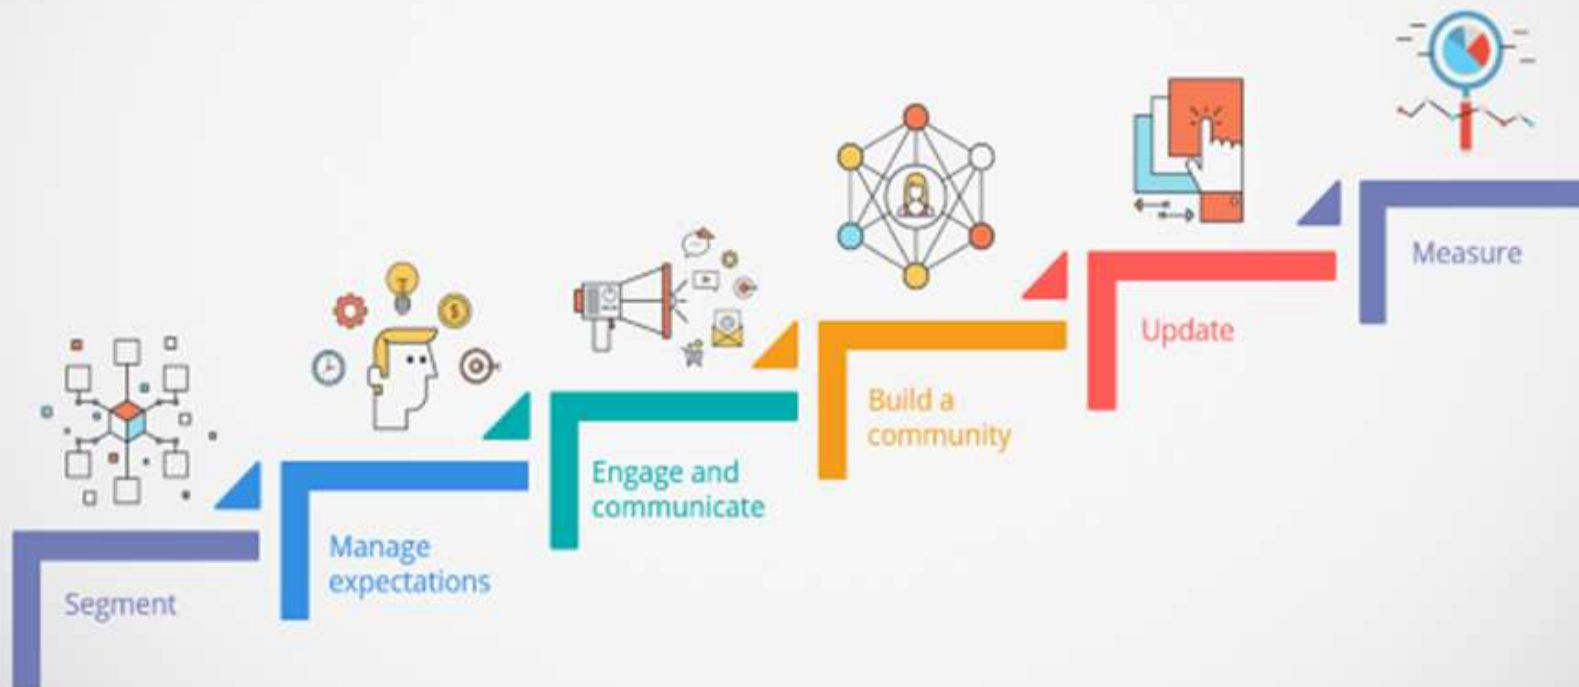 Segment
Manage
expectations
Engage and
communicate
Build a
community
Update
Measure